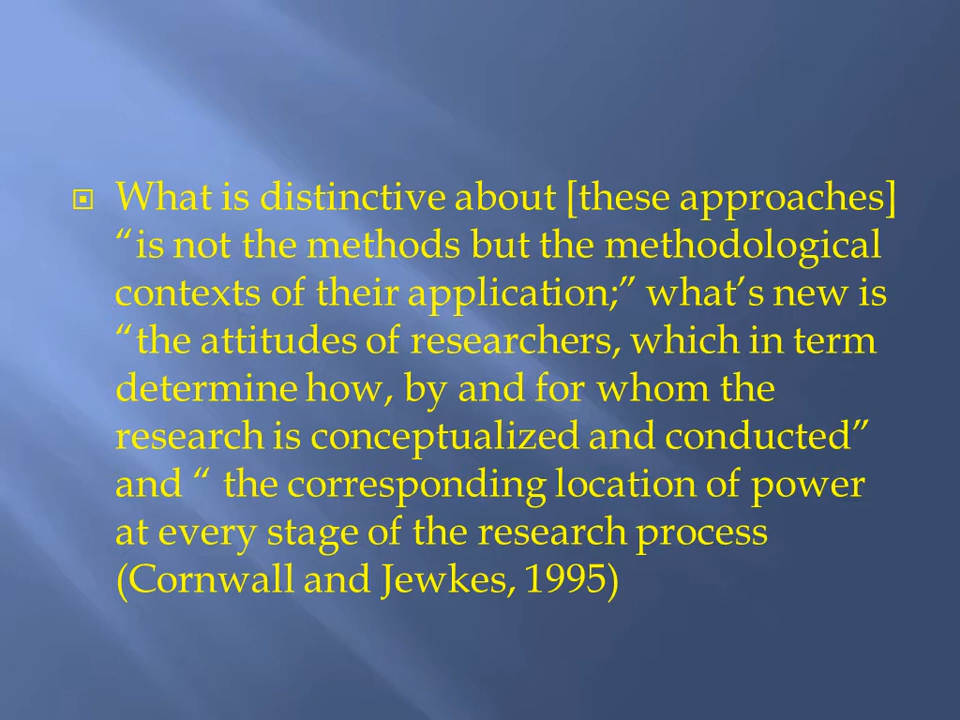 What is distinctive about [these approaches]
“is not the methods but the methodological
contexts of their application;” what’s new is
“the attitudes of researchers, which in term
determine how, by and for whom the
research is conceptualized and conducted”
and “ the corresponding location of power
at every stage of the research process
(Cornwall and Jewkes, 1995)